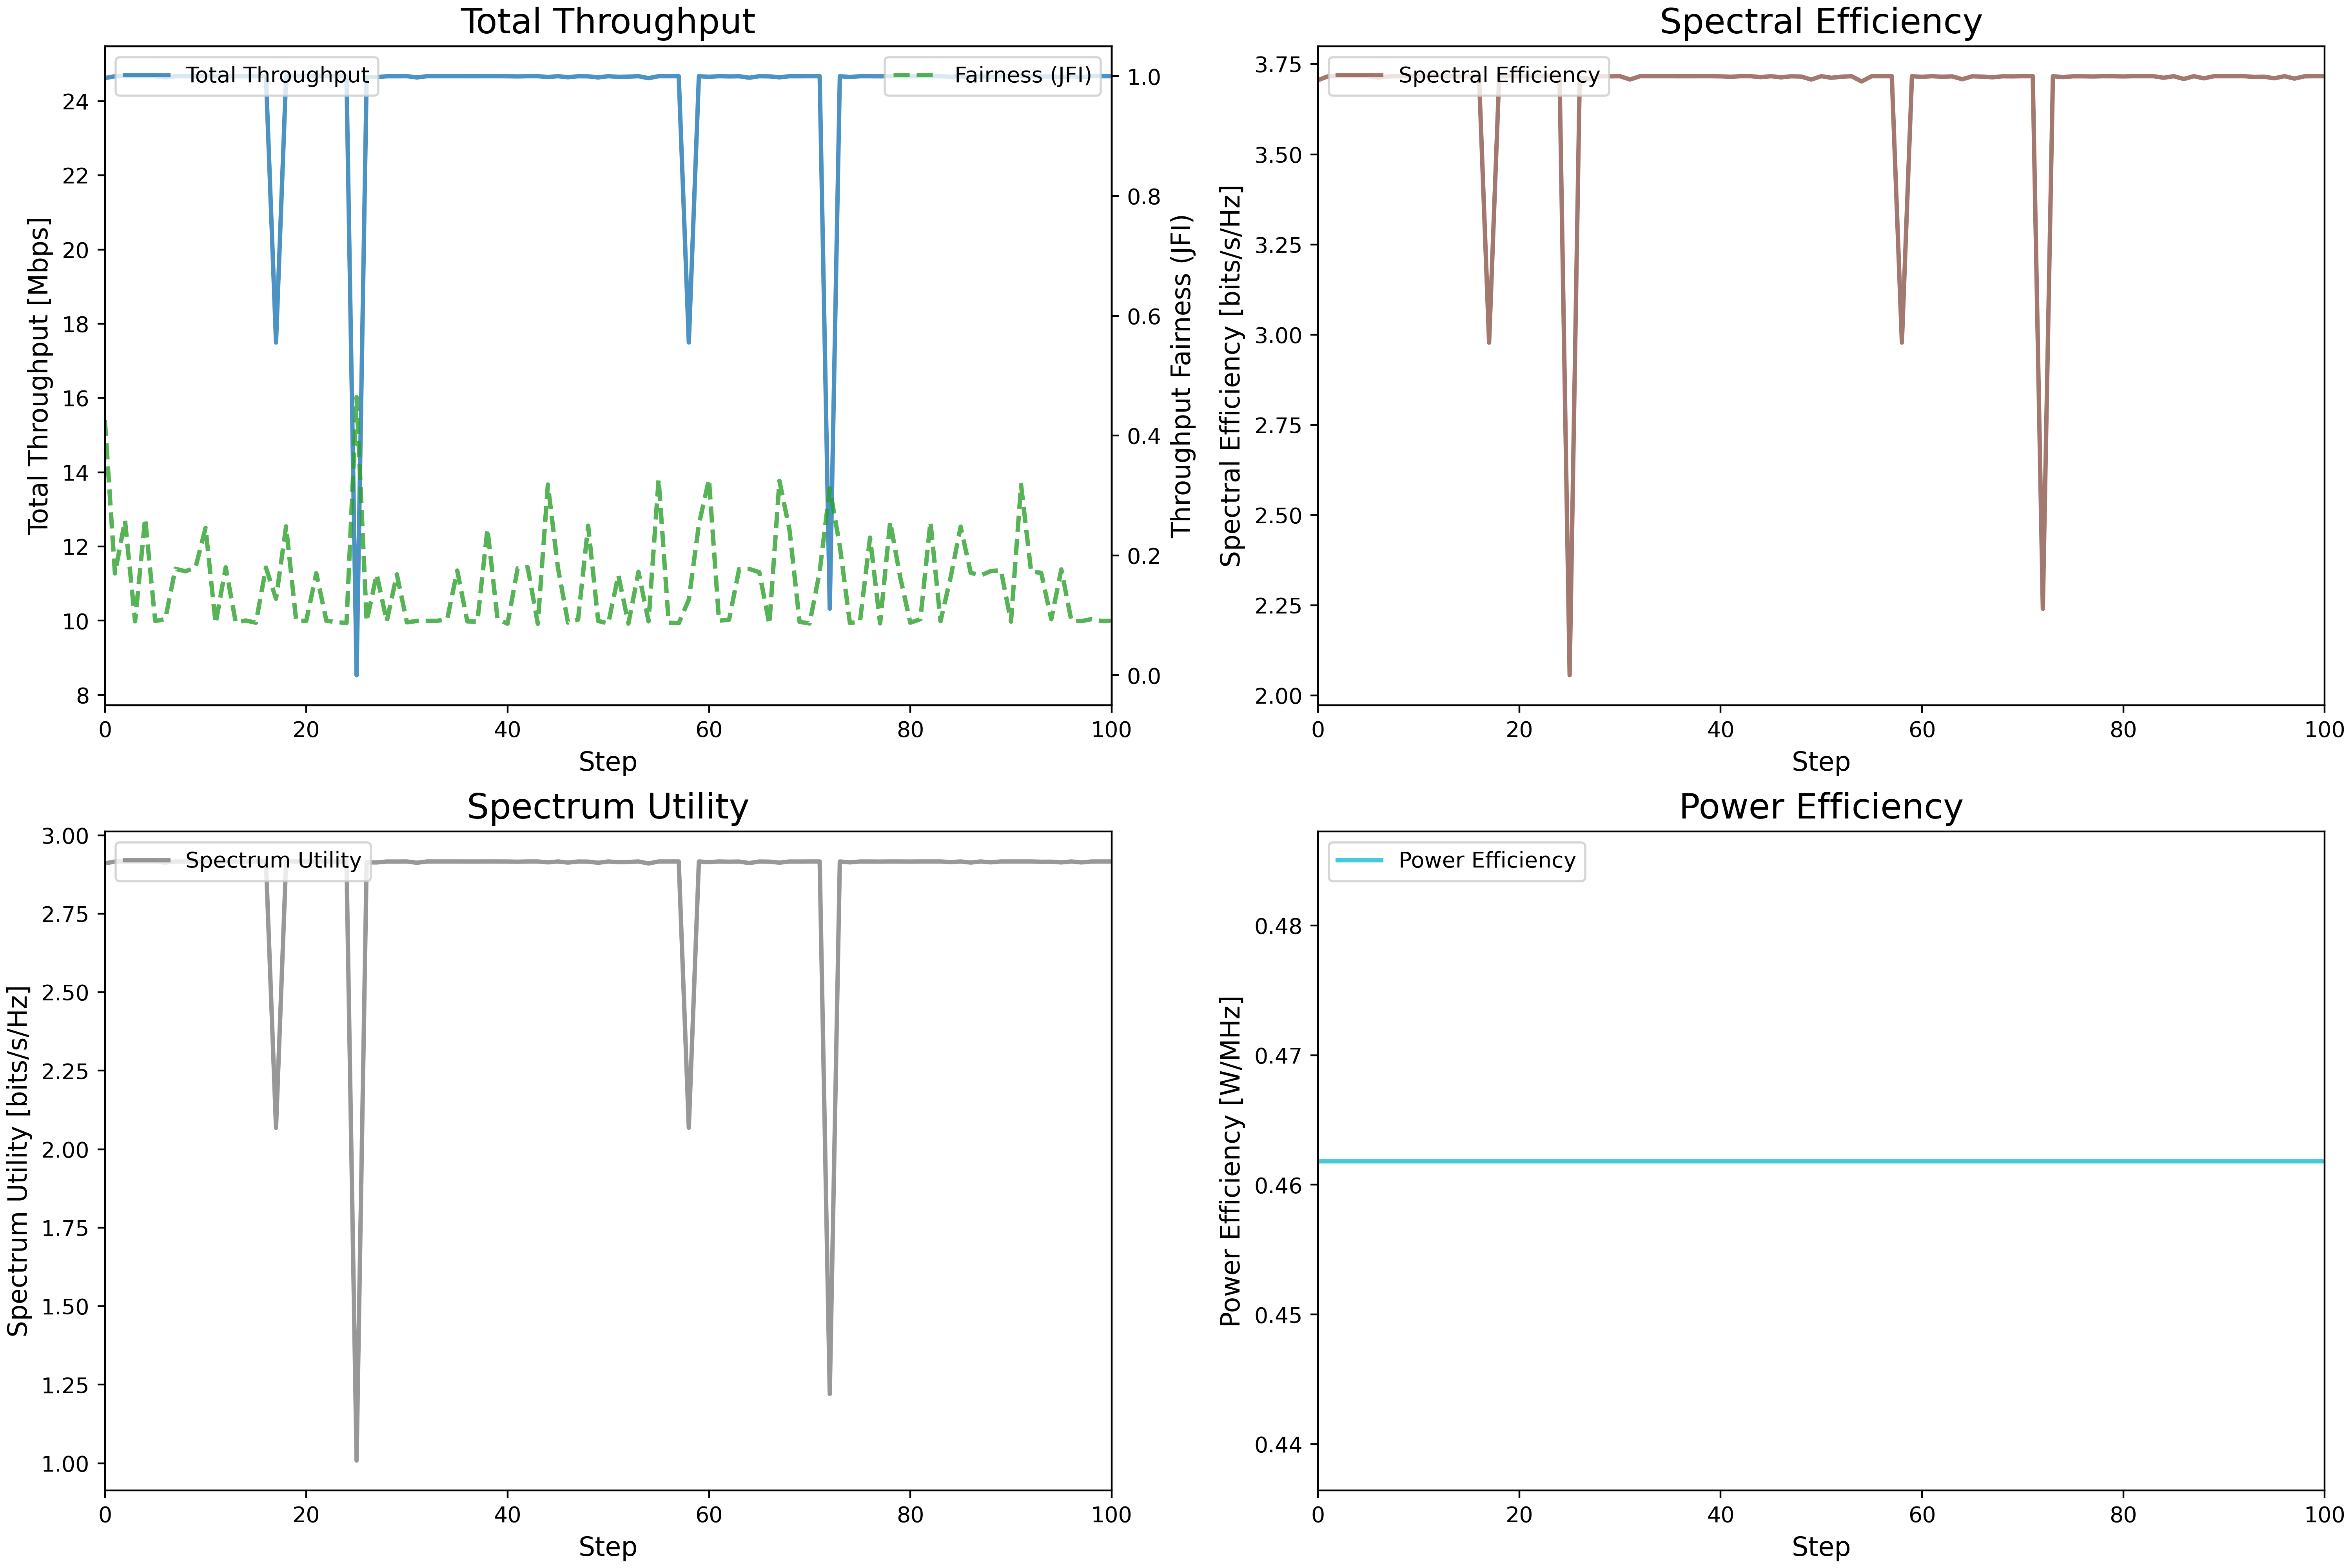 Total Throughput
Total Throughput
Fairness (JFI)
Total Throughput [Mbps]
24
22
20
18
16
14
12
10
8
1.0
0.8
0.6
0.4
0.2
0.0
Throughput Fairness (JFI)
0 20 40 60 80 100
Step
Spectral Efficiency
Spectral Efficiency
Spectral Efficiency [bits/s/Hz]
3.75
3.50
3.25
3.00
2.75
2.50
2.25
2.00
0 20 40 60 80 100
Step
Spectrum Utility
Spectrum Utility
Spectrum Utility [bits/s/Hz]
3.00
2.75
2.50
2.25
2.00
1.75
1.50
1.25
1.00
0 20 40 60 80 100
Step
Power Efficiency
Power Efficiency
Power Efficiency [W/MHz]
0.48
0.47
0.46
0.45
0.44
0 20 40 60 80 100
Step